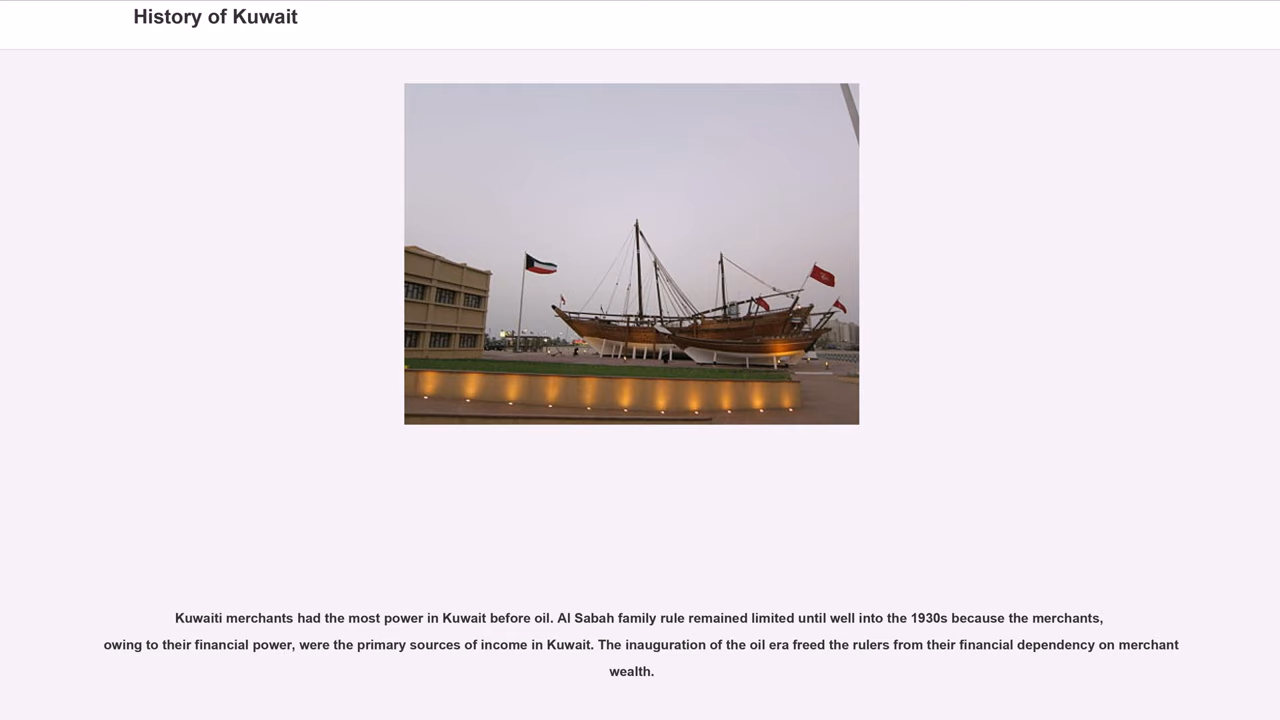 History of Kuwait
Kuwaiti merchants had the most power in Kuwait before oil. Al Sabah family rule remained limited until well into the 1930s because the merchants,
owing to their financial power, were the primary sources of income in Kuwait. The inauguration of the oil era freed the rulers from their financial dependency on merchant
wealth.